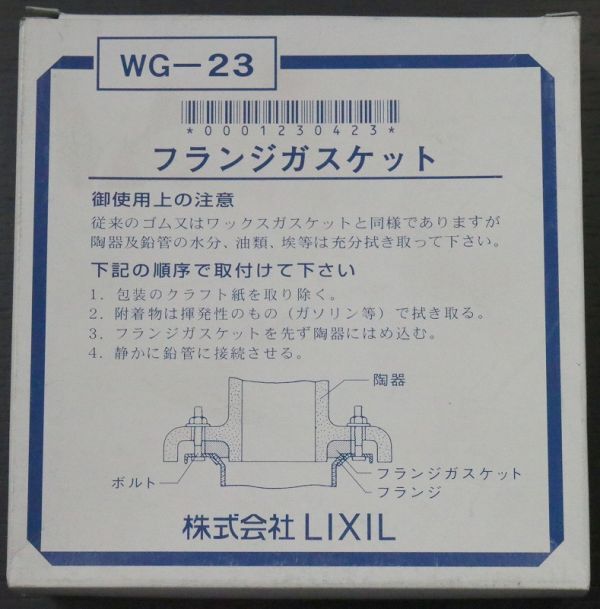 WG-23
*0001230423*
フランジガスケット
御使用上の注意
従来のゴム又はワックスガスケットと同様でありますが
陶器及鉛管の水分、油類、埃等は充分拭き取って下さい。
下記の順序で取付けて下さい
1. 包装のクラフト紙を取り除く。
2. 附着物は揮発性のもの（ガソリン等）で拭き取る。
3. フランジガスケットを先ず陶器にはめ込む。
4. 静かに鉛管に接続させる。
陶器
ボルト
フランジガスケット
フランジ
株式会社 LIXIL